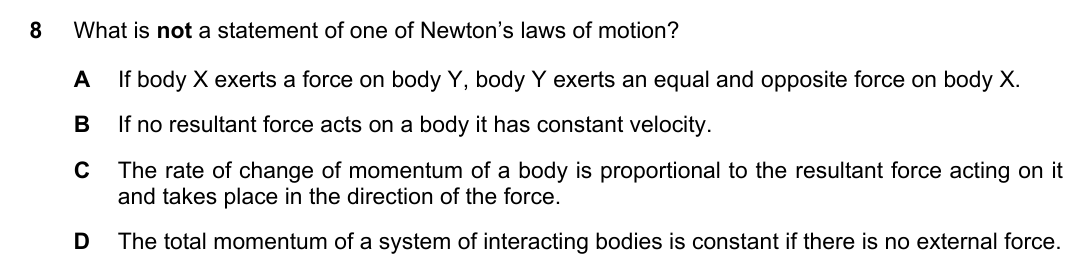 8 What is not a statement of one of Newton’s laws of motion?
A If body X exerts a force on body Y, body Y exerts an equal and opposite force on body X.
B If no resultant force acts on a body it has constant velocity.
C The rate of change of momentum of a body is proportional to the resultant force acting on it
and takes place in the direction of the force.
D The total momentum of a system of interacting bodies is constant if there is no external force.